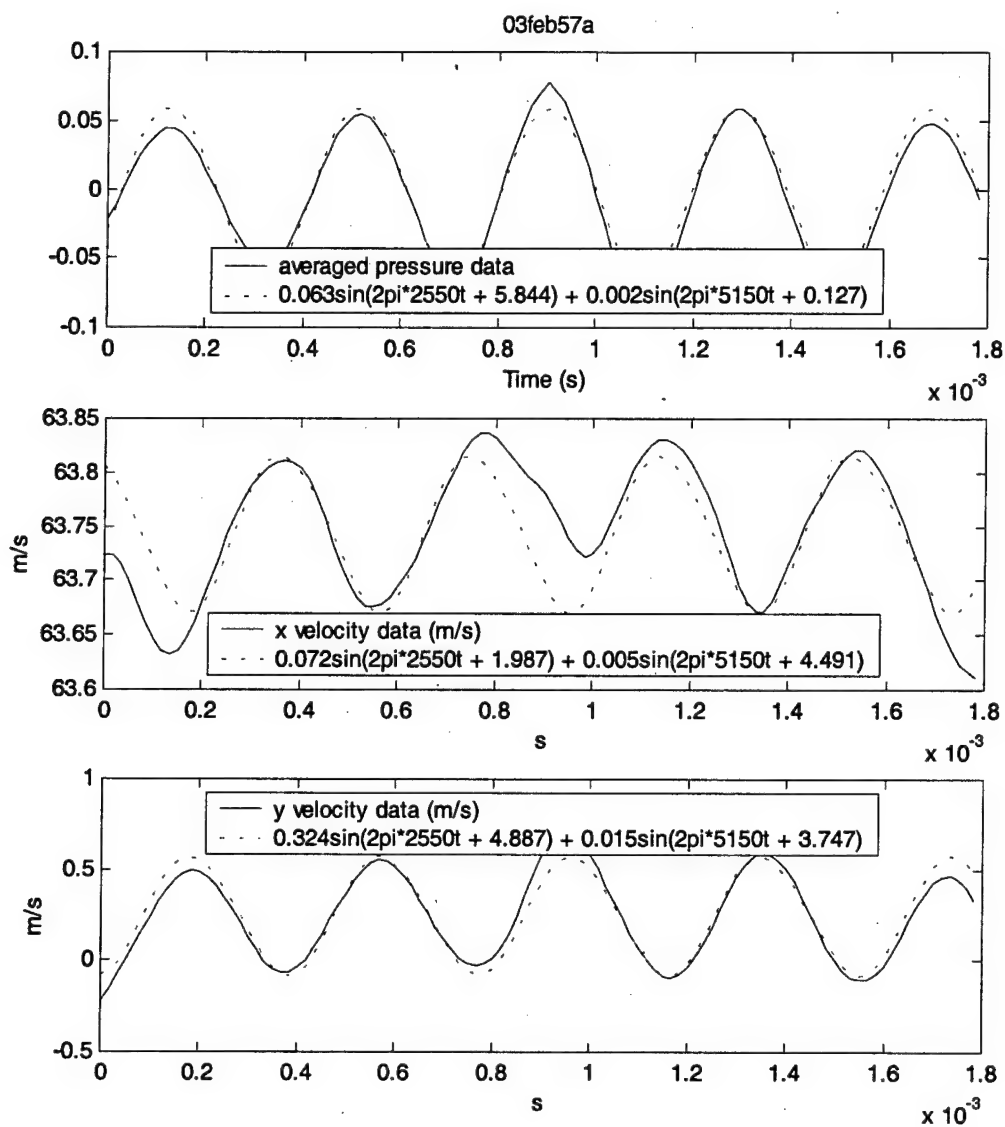 03feb57a
0.1
0.05
0
-0.05
-0.1
averaged pressure data
0.063sin(2pi*2550t + 5.844) + 0.002sin(2pi*5150t + 0.127)
0 0.2 0.4 0.6 0.8 1 1.2 1.4 1.6 1.8
Time (s)
x 10-3
63.85
63.8
63.75
63.7
63.65
63.6
m/s
x velocity data (m/s)
0.072sin(2pi*2550t + 1.987) + 0.005sin(2pi*5150t + 4.491)
0 0.2 0.4 0.6 0.8 1 1.2 1.4 1.6 1.8
s
x 10-3
1
0.5
0
-0.5
m/s
y velocity data (m/s)
0.324sin(2pi*2550t + 4.887) + 0.015sin(2pi*5150t + 3.747)
0 0.2 0.4 0.6 0.8 1 1.2 1.4 1.6 1.8
s
x 10-3